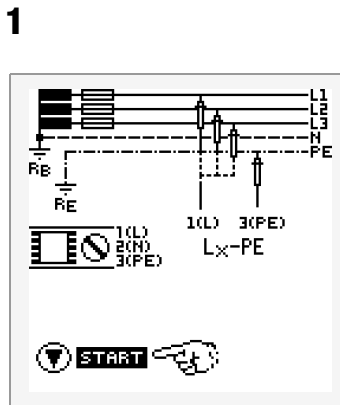 1
L1
L2
L3
N
PE
RB
RE
1(L) 3(PE)
Lx-PE
1(L)
2(N)
3(PE)
START